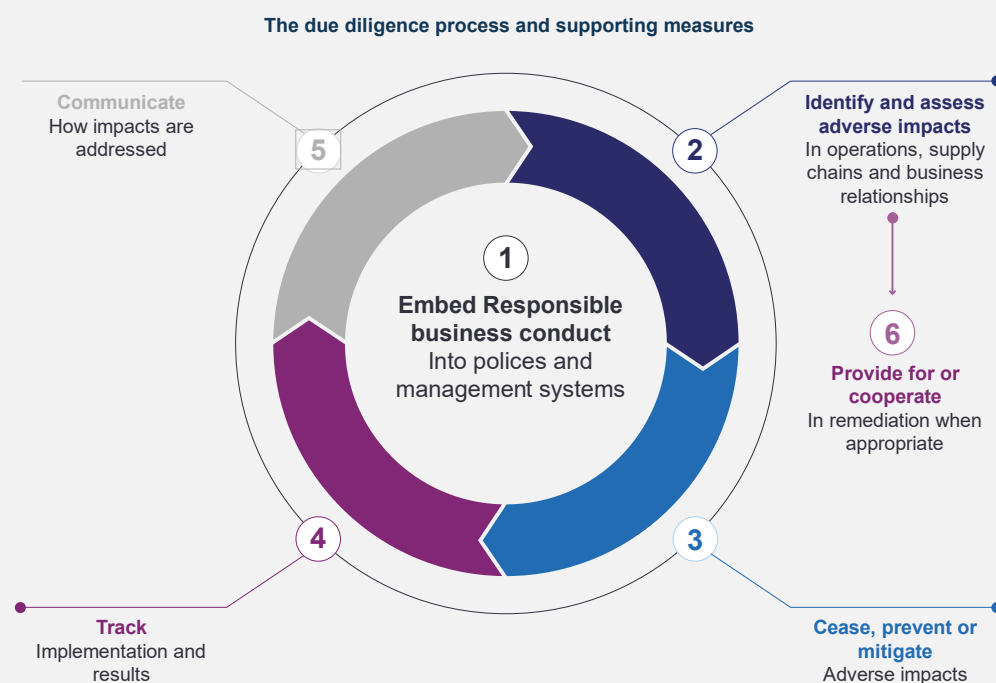 The due diligence process and supporting measures
1
Embed Responsible
business conduct
Into polices and
management systems
2
Identify and assess
adverse impacts
In operations, supply
chains and business
relationships
3
Cease, prevent or
mitigate
Adverse impacts
4
Track
Implementation and
results
5
Communicate
How impacts are
addressed
6
Provide for or
cooperate
In remediation when
appropriate